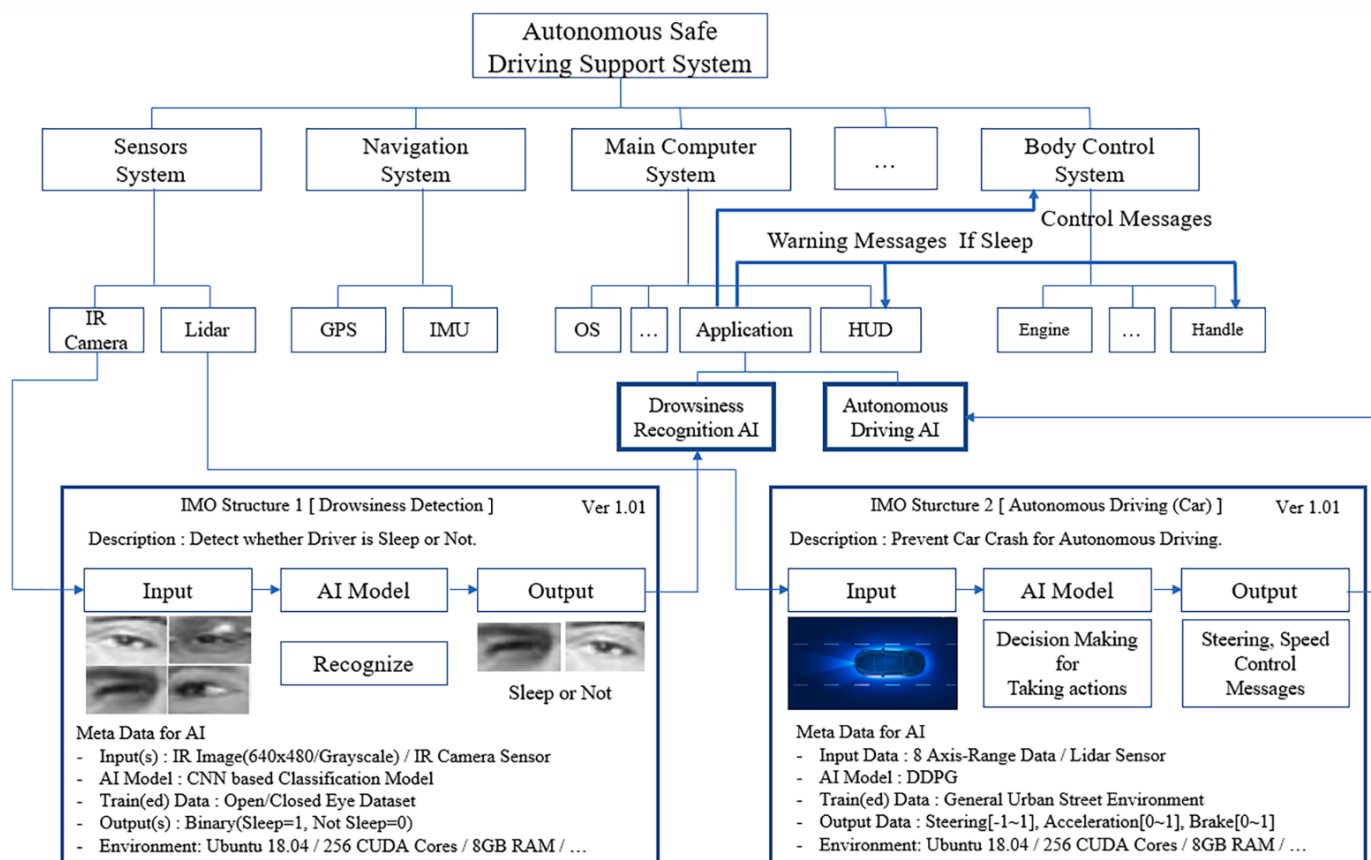 Autonomous Safe
Driving Support System
Sensors
System
Navigation
System
Main Computer
System
...
Body Control
System
Control Messages
Warning Messages If Sleep
IR
Camera
Lidar
GPS
IMU
OS
...
Application
HUD
Engine
...
Handle
Drowsiness
Recognition AI
Autonomous
Driving AI
IMO Structure 1 [ Drowsiness Detection ] Ver 1.01
Description : Detect whether Driver is Sleep or Not.
Input
AI Model
Output
Recognize
Sleep or Not
Meta Data for AI
- Input(s) : IR Image(640x480/Grayscale) / IR Camera Sensor
- AI Model : CNN based Classification Model
- Train(ed) Data : Open/Closed Eye Dataset
- Output(s) : Binary(Sleep=1, Not Sleep=0)
- Environment: Ubuntu 18.04 / 256 CUDA Cores / 8GB RAM / ...
IMO Sturcture 2 [ Autonomous Driving (Car) ] Ver 1.01
Description : Prevent Car Crash for Autonomous Driving.
Input
AI Model
Output
Decision Making
for
Taking actions
Steering, Speed
Control
Messages
Meta Data for AI
- Input Data : 8 Axis-Range Data / Lidar Sensor
- AI Model : DDPG
- Train(ed) Data : General Urban Street Environment
- Output Data : Steering[-1~1], Acceleration[0~1], Brake[0~1]
- Environment: Ubuntu 18.04 / 256 CUDA Cores / 8GB RAM / ...